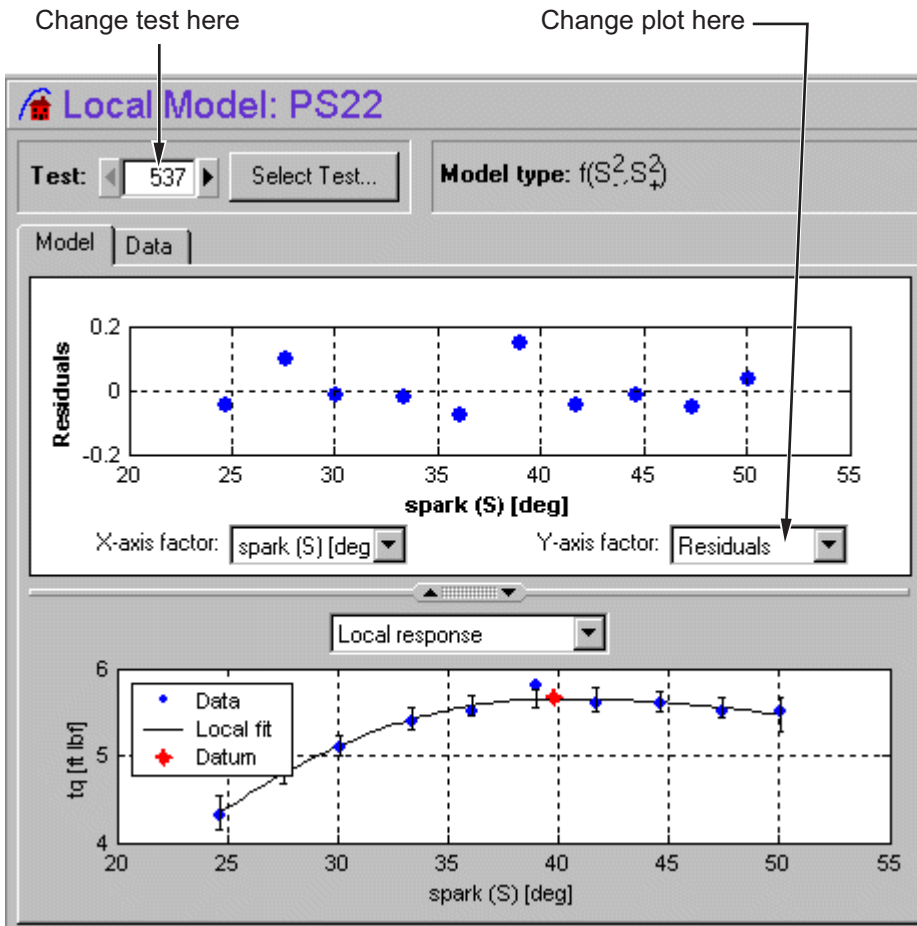 Change test here
Change plot here
Local Model: PS22
Test: 537 Select Test... Model type: f(S²-,S²+)
Model Data
0.2
0
-0.2
Residuals
20 25 30 35 40 45 50 55
spark (S) [deg]
X-axis factor: spark (S) [deg Y-axis factor: Residuals
Local response
6
5
4
tq [ft lbf]
Data
Local fit
Datum
20 25 30 35 40 45 50 55
spark (S) [deg]